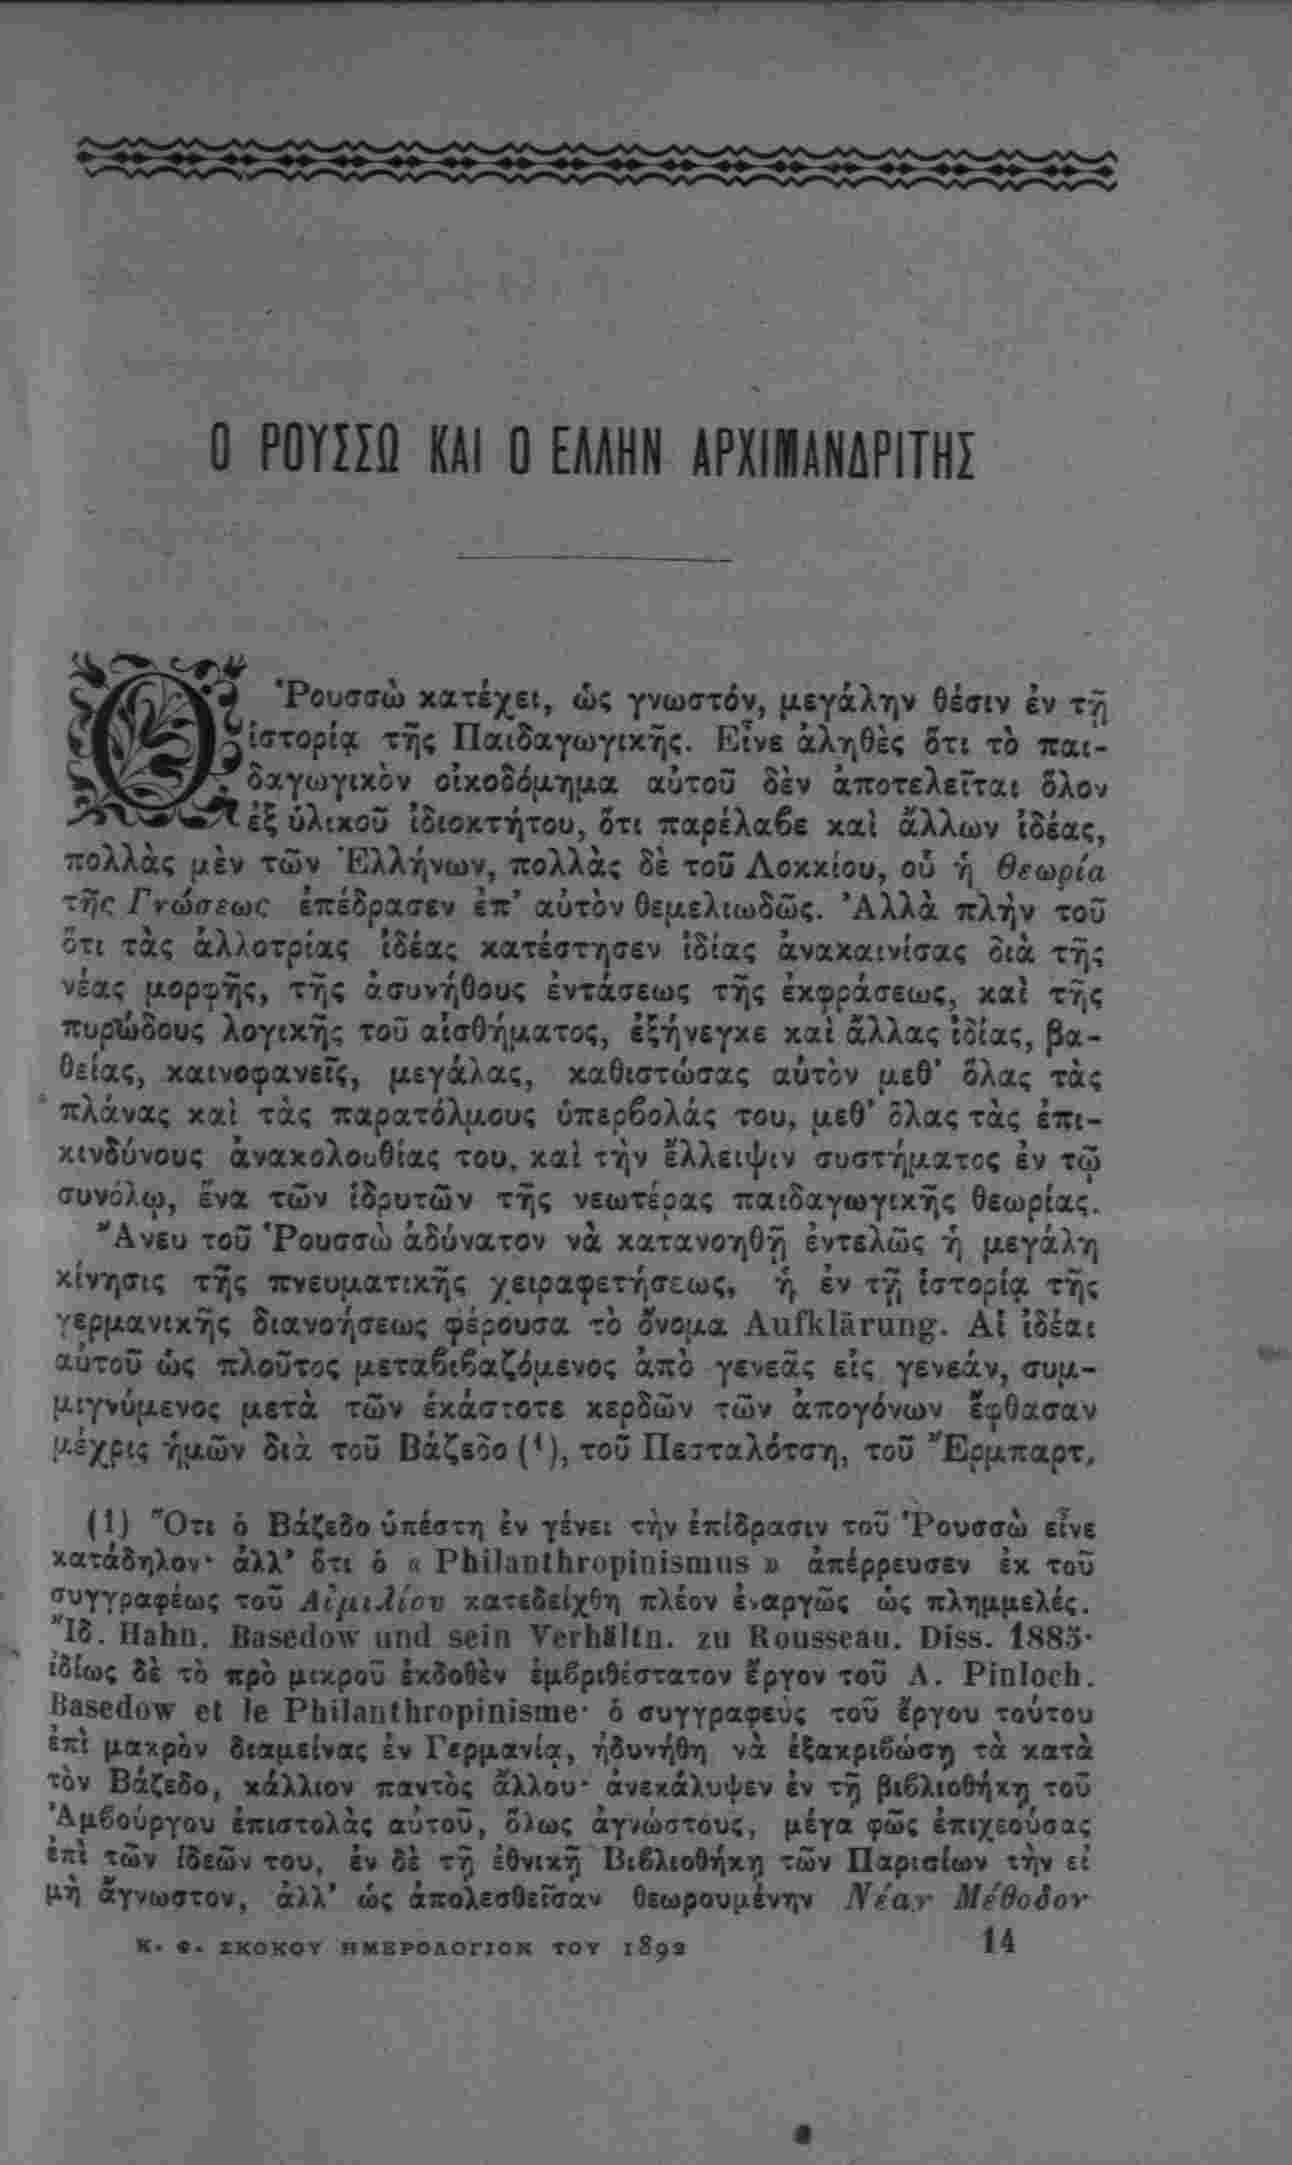 Ο ΡΟΥΣΣΩ ΚΑΙ Ο ΕΛΛΗΝ ΑΡΧΙΜΑΝΔΡΙΤΗΣ
Ὁ Ῥουσσὼ κατέχει, ὡς γνωστόν, μεγάλην θέσιν ἐν τῇ
ἱστορίᾳ τῆς Παιδαγωγικῆς. Εἶνε ἀληθὲς ὅτι τὸ παι-
δαγωγικὸν οἰκοδόμημα αὐτοῦ δὲν ἀποτελεῖται ὅλον
ἐξ ὑλικοῦ ἰδιοκτήτου, ὅτι παρέλαβε καὶ ἄλλων ἰδέας,
πολλὰς μὲν τῶν Ἑλλήνων, πολλὰς δὲ τοῦ Λοκκίου, οὗ ἡ Θεωρία
τῆς Γνώσεως ἐπέδρασεν ἐπ' αὐτὸν θεμελιωδῶς. Ἀλλὰ πλὴν τοῦ
ὅτι τὰς ἀλλοτρίας ἰδέας κατέστησεν ἰδίας ἀνακαινίσας διὰ τῆς
νέας μορφῆς, τῆς ἀσυνήθους ἐντάσεως τῆς ἐκφράσεως, καὶ τῆς
πυρώδους λογικῆς τοῦ αἰσθήματος, ἐξήνεγκε καὶ ἄλλας ἰδίας, βα-
θείας, καινοφανεῖς, μεγάλας, καθιστώσας αὐτὸν μεθ' ὅλας τὰς
πλάνας καὶ τὰς παρατόλμους ὑπερβολάς του, μεθ' ὅλας τὰς ἐπι-
κινδύνους ἀνακολουθίας του, καὶ τὴν ἔλλειψιν συστήματος ἐν τῷ
συνόλῳ, ἕνα τῶν ἱδρυτῶν τῆς νεωτέρας παιδαγωγικῆς θεωρίας.
Ἄνευ τοῦ Ῥουσσὼ ἀδύνατον νὰ κατανοηθῇ ἐντελῶς ἡ μεγάλη
κίνησις τῆς πνευματικῆς χειραφετήσεως, ἡ ἐν τῇ ἱστορίᾳ τῆς
γερμανικῆς διανοήσεως φέρουσα τὸ ὄνομα Aufklärung. Αἱ ἰδέαι
αὐτοῦ ὡς πλοῦτος μεταβιβαζόμενος ἀπὸ γενεᾶς εἰς γενεάν, συμ-
μιγνύμενος μετὰ τῶν ἑκάστοτε κερδῶν τῶν ἀπογόνων ἔφθασαν
μέχρις ἡμῶν διὰ τοῦ Βάζεδο (1), τοῦ Πεσταλότση, τοῦ Ἔρμπαρτ,
(1) Ὅτι ὁ Βάζεδο ὑπέστη ἐν γένει τὴν ἐπίδρασιν τοῦ Ῥουσσὼ εἶνε
κατάδηλον· ἀλλ' ὅτι ὁ « Philanthropinismus » ἀπέρρευσεν ἐκ τοῦ
συγγραφέως τοῦ Αἰμιλίου κατεδείχθη πλέον ἐναργῶς ὡς πλημμελές.
Ἴδ. Hahn, Basedow und sein Verhältn. zu Rousseau. Diss. 1885·
ἰδίως δὲ τὸ πρὸ μικροῦ ἐκδοθὲν ἐμβριθέστατον ἔργον τοῦ A. Pinloch.
Basedow et le Philanthropinisme· ὁ συγγραφεὺς τοῦ ἔργου τούτου
ἐπὶ μακρὸν διαμείνας ἐν Γερμανίᾳ, ἠδυνήθη νὰ ἐξακριβώσῃ τὰ κατὰ
τὸν Βάζεδο, κάλλιον παντὸς ἄλλου· ἀνεκάλυψεν ἐν τῇ βιβλιοθήκῃ τοῦ
Ἁμβούργου ἐπιστολὰς αὐτοῦ, ὅλως ἀγνώστους, μέγα φῶς ἐπιχεούσας
ἐπὶ τῶν ἰδεῶν του, ἐν δὲ τῇ ἐθνικῇ Βιβλιοθήκῃ τῶν Παρισίων τὴν εἰ
μὴ ἄγνωστον, ἀλλ' ὡς ἀπολεσθεῖσαν θεωρουμένην Νέαν Μέθοδον
Κ. Φ. ΣΚΟΚΟΥ ΗΜΕΡΟΛΟΓΙΟΝ ΤΟΥ 1892 14